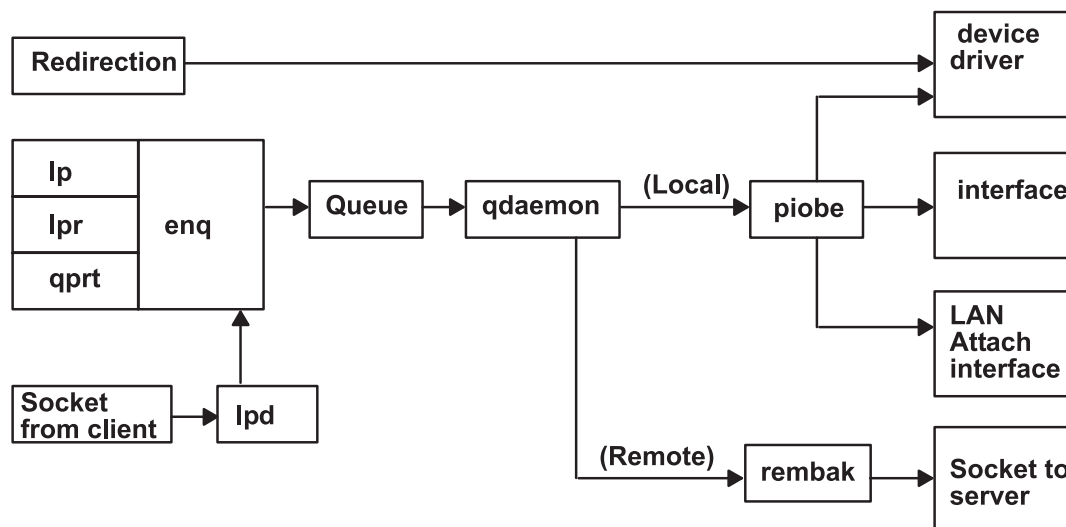 Redirection
device
driver
lp
lpr
qprt
enq
Queue
qdaemon
(Local)
piobe
interface
LAN
Attach
interface
Socket
from client
lpd
(Remote)
rembak
Socket to
server